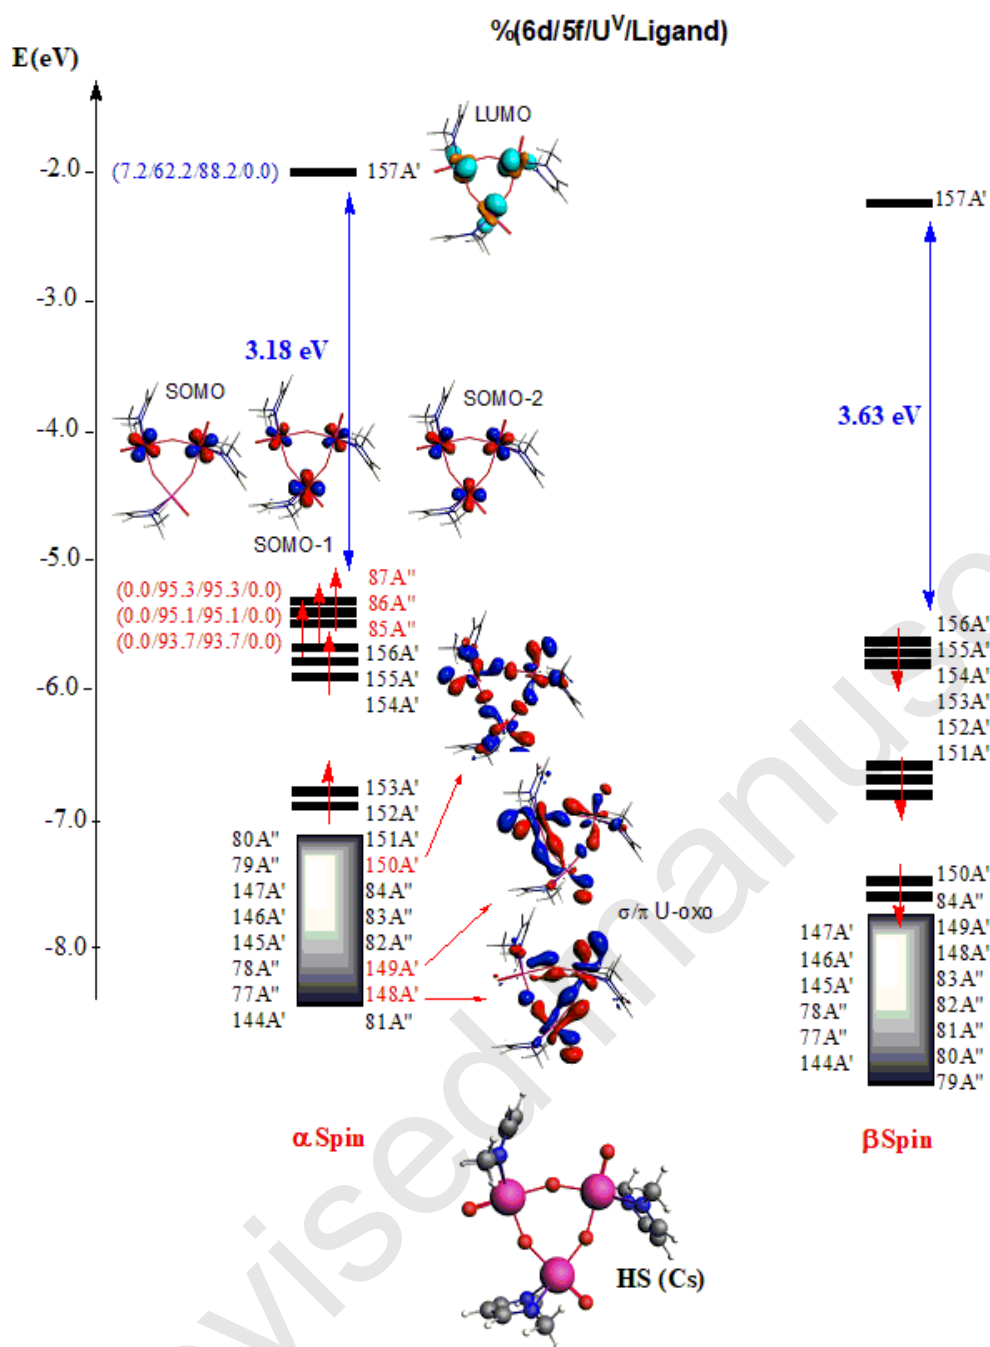 %(6d/5f/U^V/Ligand)
E(eV)
LUMO
-2.0
(7.2/62.2/88.2/0.0)
157A'
157A'
-3.0
3.18 eV
SOMO
SOMO-2
3.63 eV
-4.0
SOMO-1
-5.0
(0.0/95.3/95.3/0.0)
(0.0/95.1/95.1/0.0)
(0.0/93.7/93.7/0.0)
87A"
86A"
85A"
156A'
155A'
154A'
156A'
155A'
154A'
153A'
152A'
151A'
-6.0
153A'
152A'
-7.0
80A"
79A"
147A'
146A'
145A'
78A"
77A"
144A'
151A'
150A'
84A"
83A"
82A"
149A'
148A'
81A"
-8.0
σ/π U-oxo
147A'
146A'
145A'
78A"
77A"
144A'
150A'
84A"
149A'
148A'
83A"
82A"
81A"
80A"
79A"
α Spin
β Spin
HS (Cs)
vised manusc